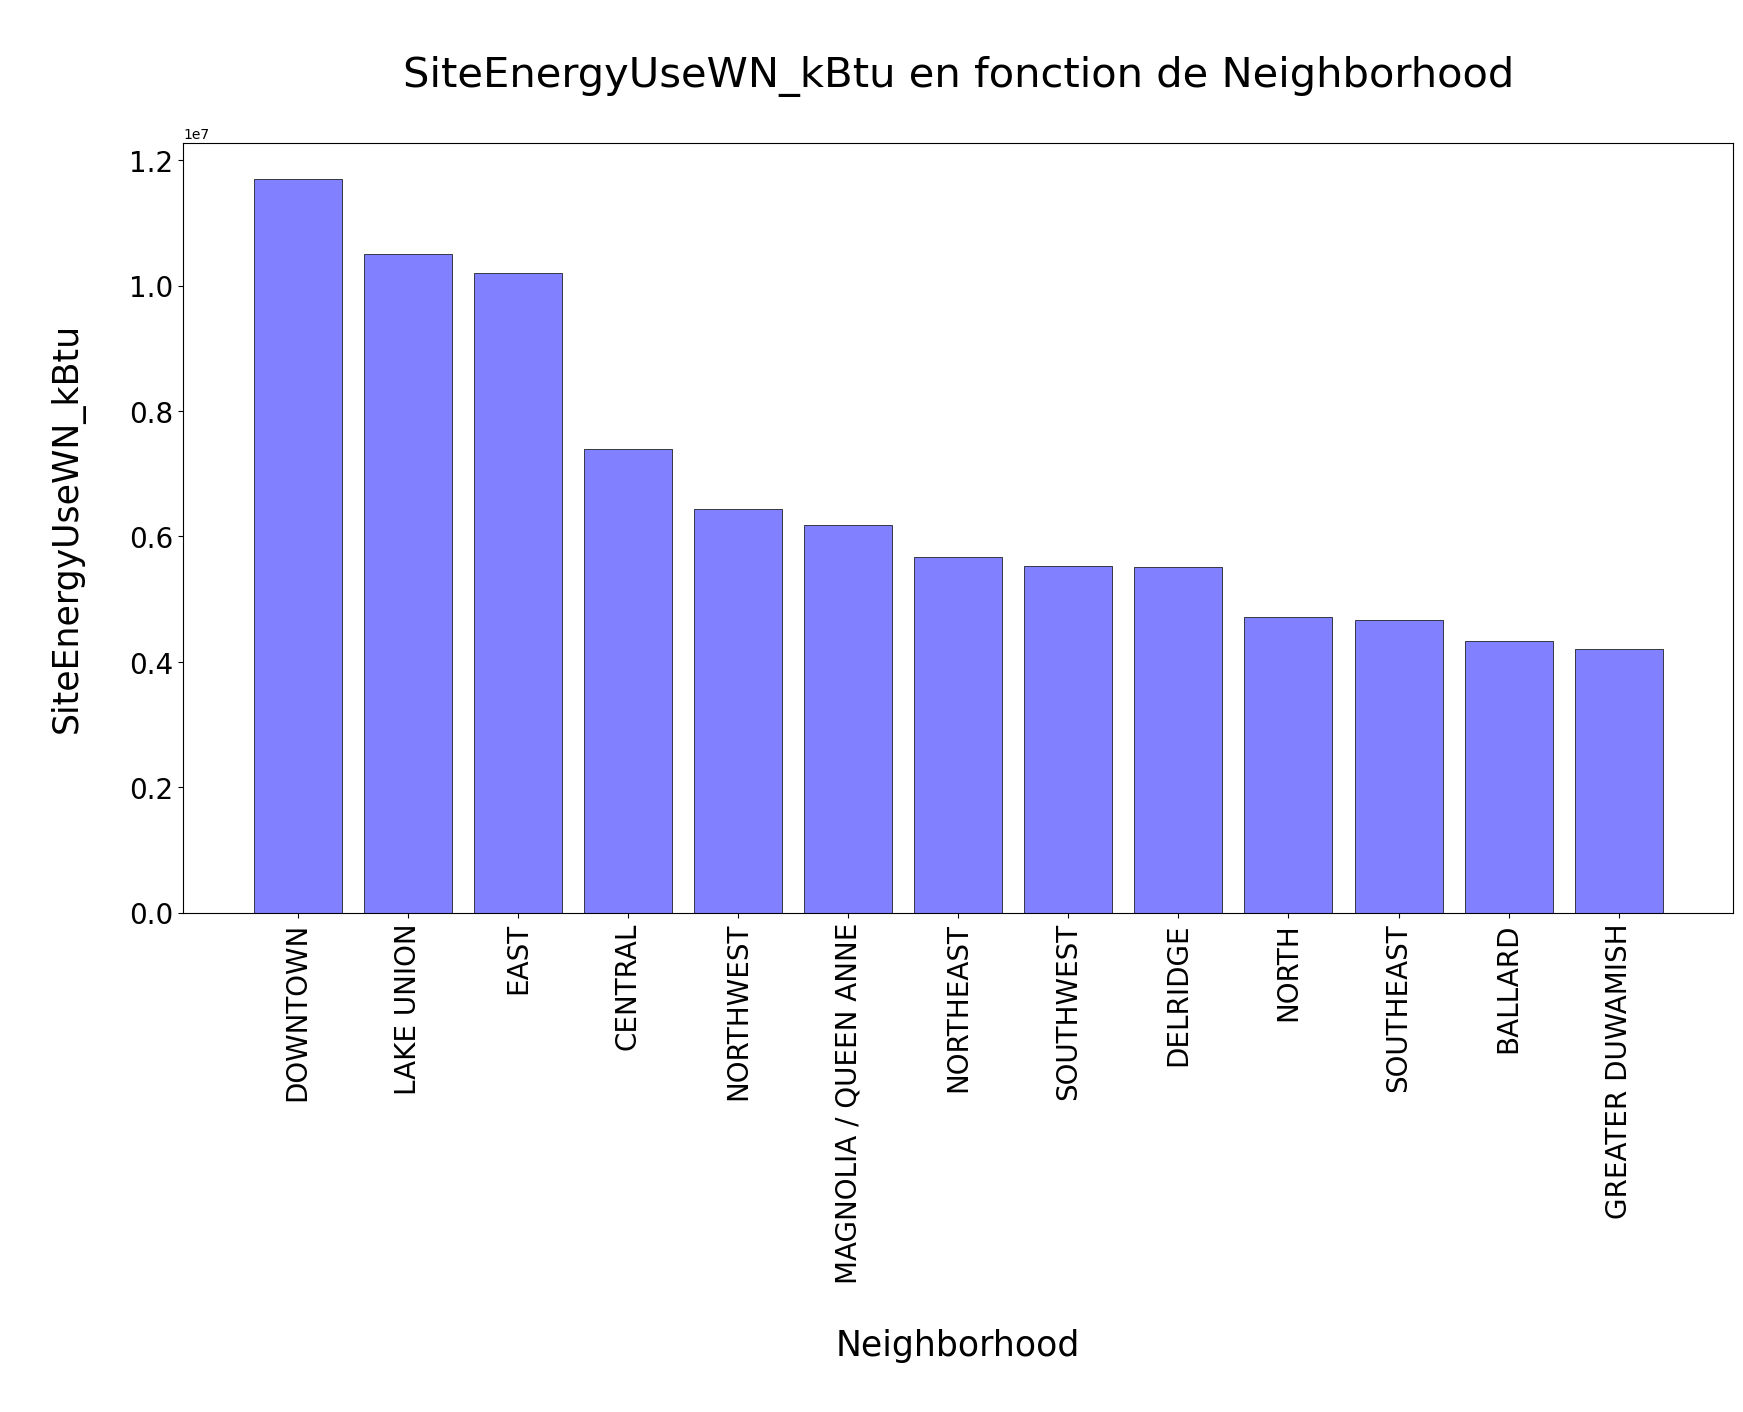 SiteEnergyUseWN_kBtu en fonction de Neighborhood
1e7
1.2
1.0
0.8
0.6
0.4
0.2
0.0
SiteEnergyUseWN_kBtu
DOWNTOWN
LAKE UNION
EAST
CENTRAL
NORTHWEST
MAGNOLIA / QUEEN ANNE
NORTHEAST
SOUTHWEST
DELRIDGE
NORTH
SOUTHEAST
BALLARD
GREATER DUWAMISH
Neighborhood